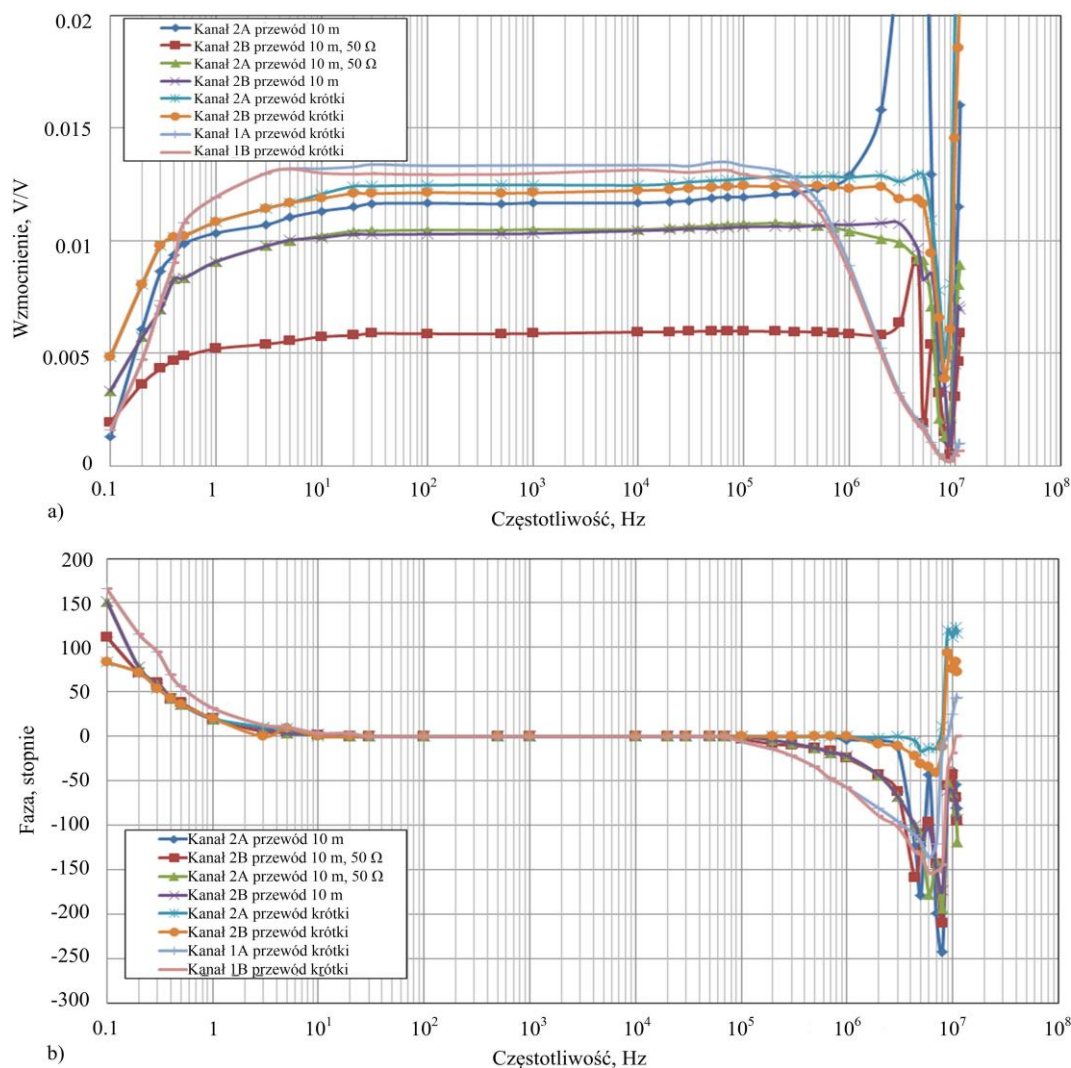 0.02
0.015
0.01
0.005
0
Wzmocnienie, V/V
Kanał 2A przewód 10 m
Kanał 2B przewód 10 m, 50 Ω
Kanał 2A przewód 10 m, 50 Ω
Kanał 2B przewód 10 m
Kanał 2A przewód krótki
Kanał 2B przewód krótki
Kanał 1A przewód krótki
Kanał 1B przewód krótki
0.1 1 10¹ 10² 10³ 10⁴ 10⁵ 10⁶ 10⁷ 10⁸
a)
Częstotliwość, Hz
200
150
100
50
0
-50
-100
-150
-200
-250
-300
Faza, stopnie
Kanał 2A przewód 10 m
Kanał 2B przewód 10 m, 50 Ω
Kanał 2A przewód 10 m, 50 Ω
Kanał 2B przewód 10 m
Kanał 2A przewód krótki
Kanał 2B przewód krótki
Kanał 1A przewód krótki
Kanał 1B przewód krótki
0.1 1 10¹ 10² 10³ 10⁴ 10⁵ 10⁶ 10⁷ 10⁸
b)
Częstotliwość, Hz